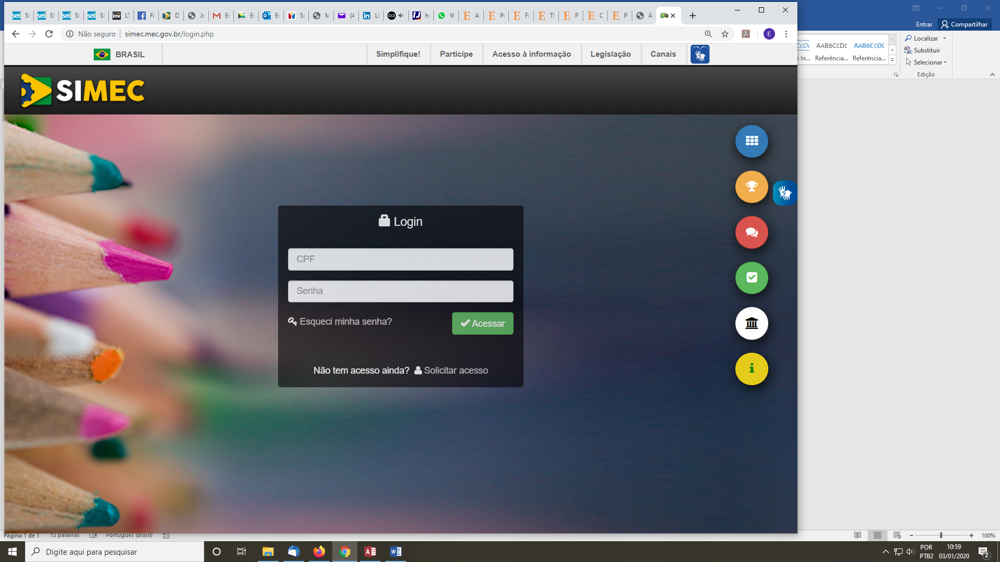 Entrar
Compartilhar
Não seguro
simec.mec.gov.br/login.php
E
BRASIL
Simplifique!
Participe
Acesso à informação
Legislação
Canais
Localizar
Substituir
Selecionar
Edição
AABBCCDD
AABBCCDD
Referência...
Referência...
SIMEC
Login
CPF
Senha
Esqueci minha senha?
Acessar
Não tem acesso ainda?
Solicitar acesso
Página 1 de 1
15 palavras
Português (Brasil)
100%
Digite aqui para pesquisar
POR
PTB2
10:59
03/01/2020
2